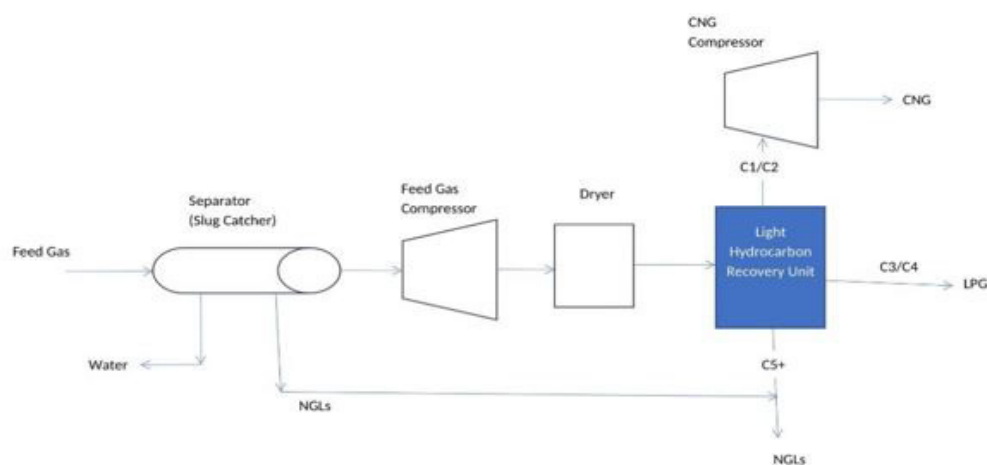 CNG
Compressor
CNG
C1/C2
Separator
(Slug Catcher)
Feed Gas
Compressor
Dryer
Feed Gas
Light
Hydrocarbon
Recovery Unit
C3/C4
LPG
Water
C5+
NGLs
NGLs